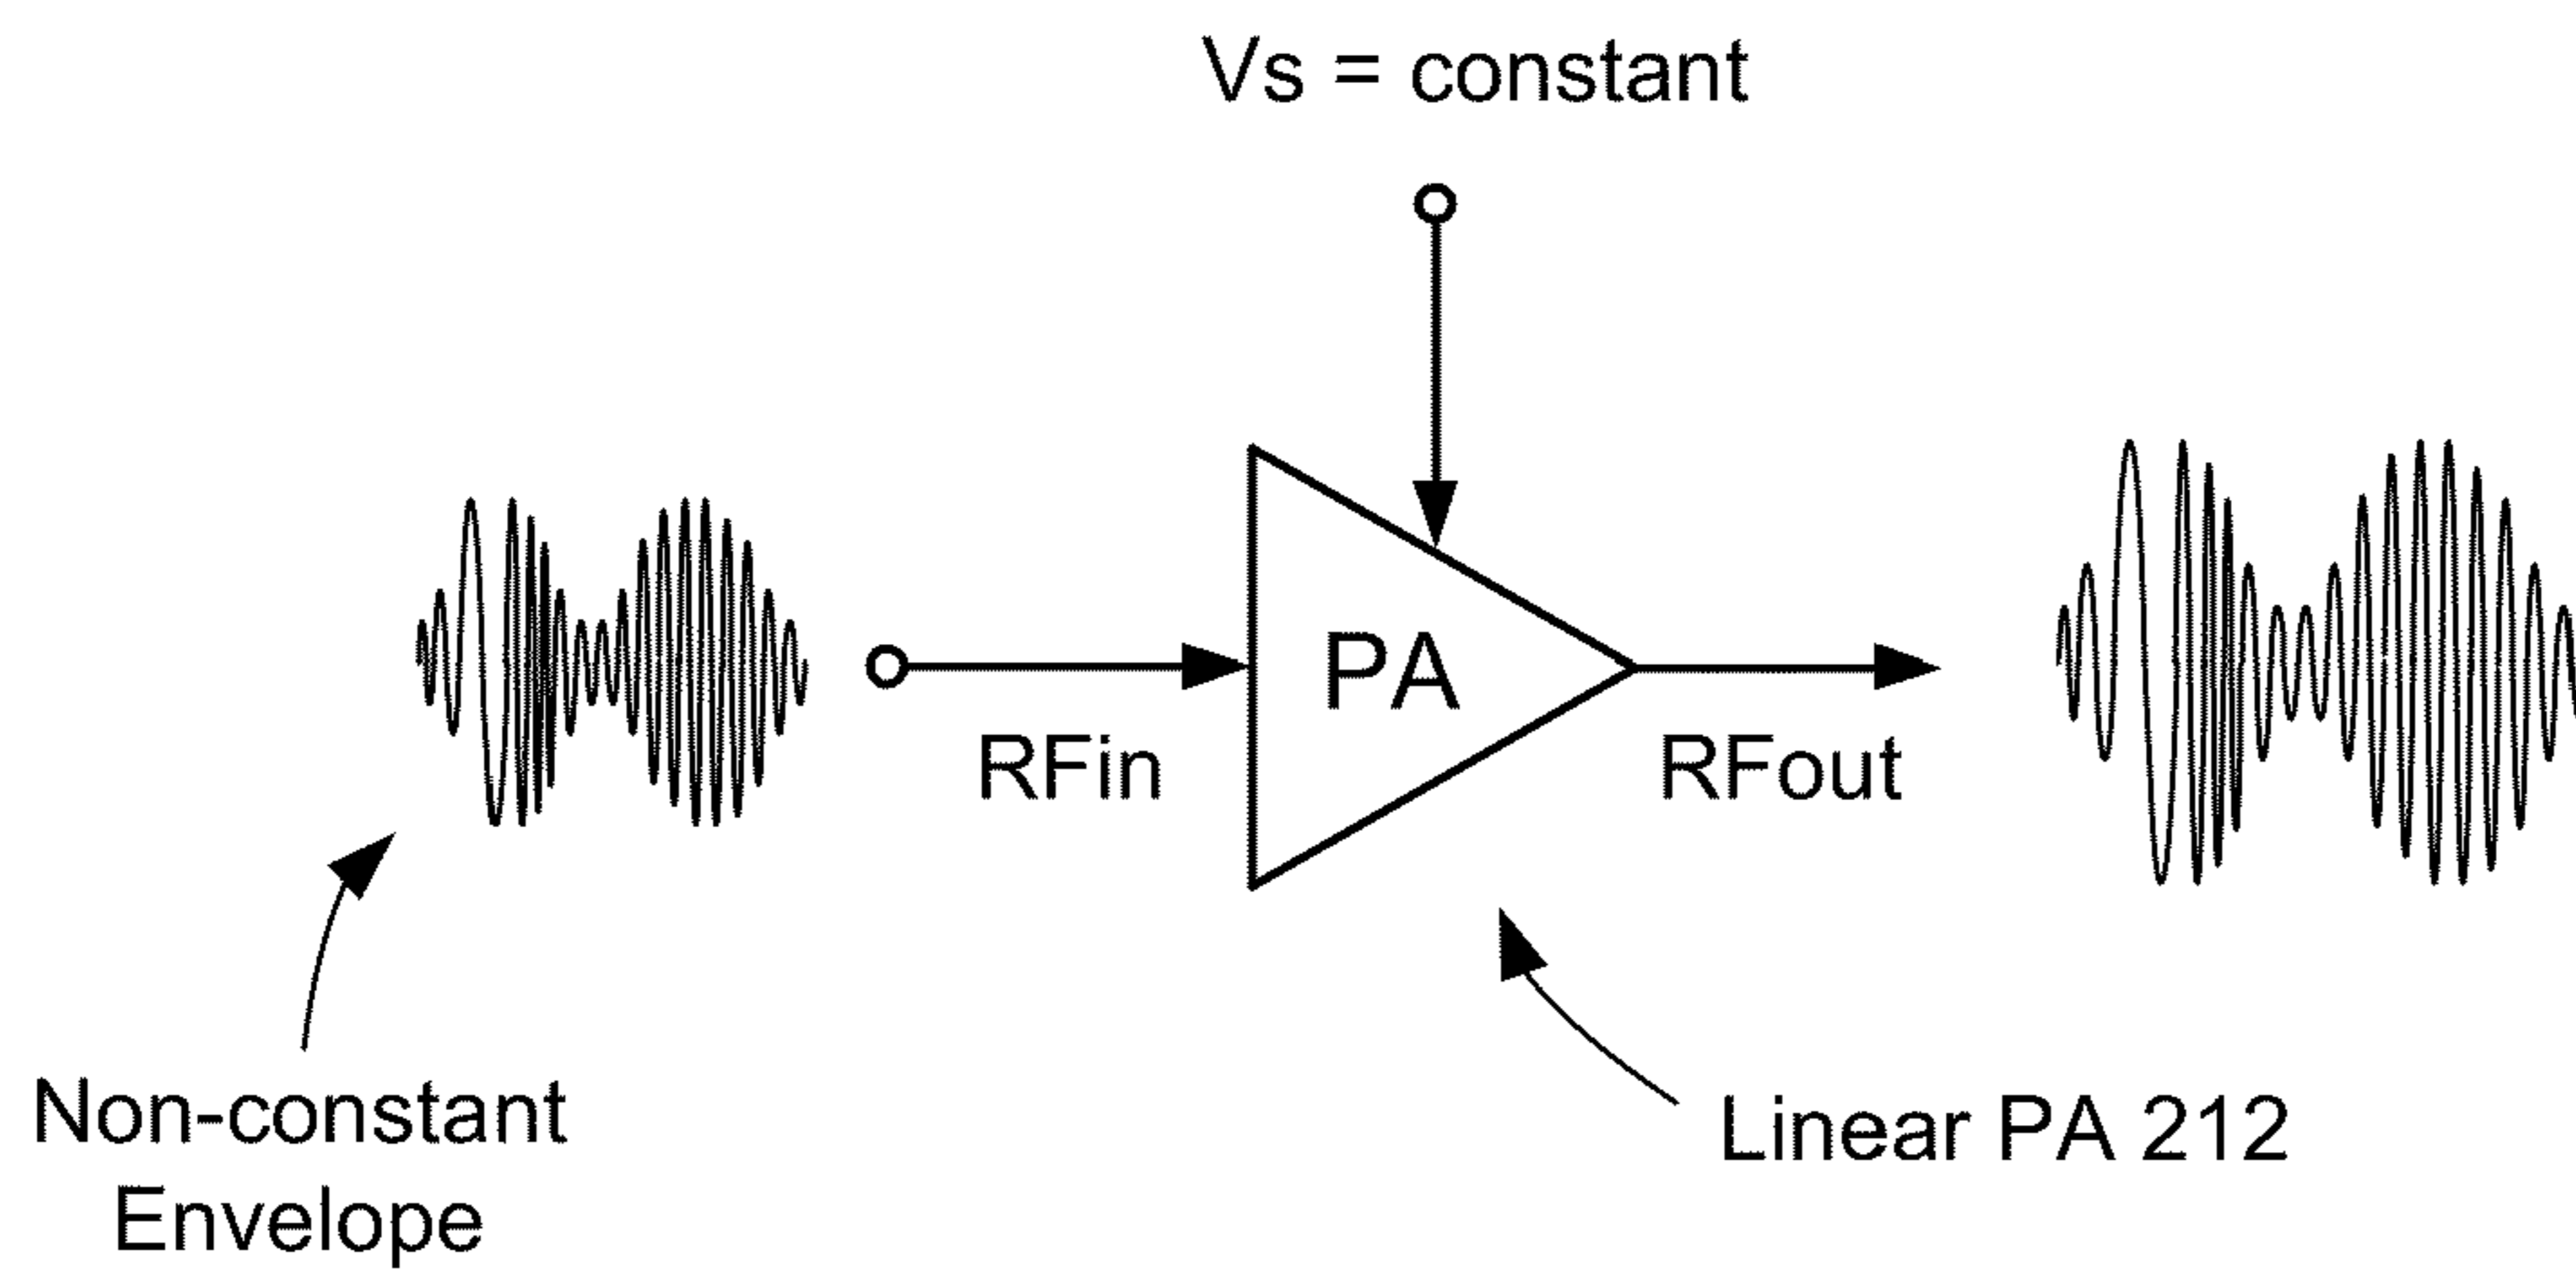 Vs = constant
PA
RFin
RFout
Non-constant
Envelope
Linear PA 212